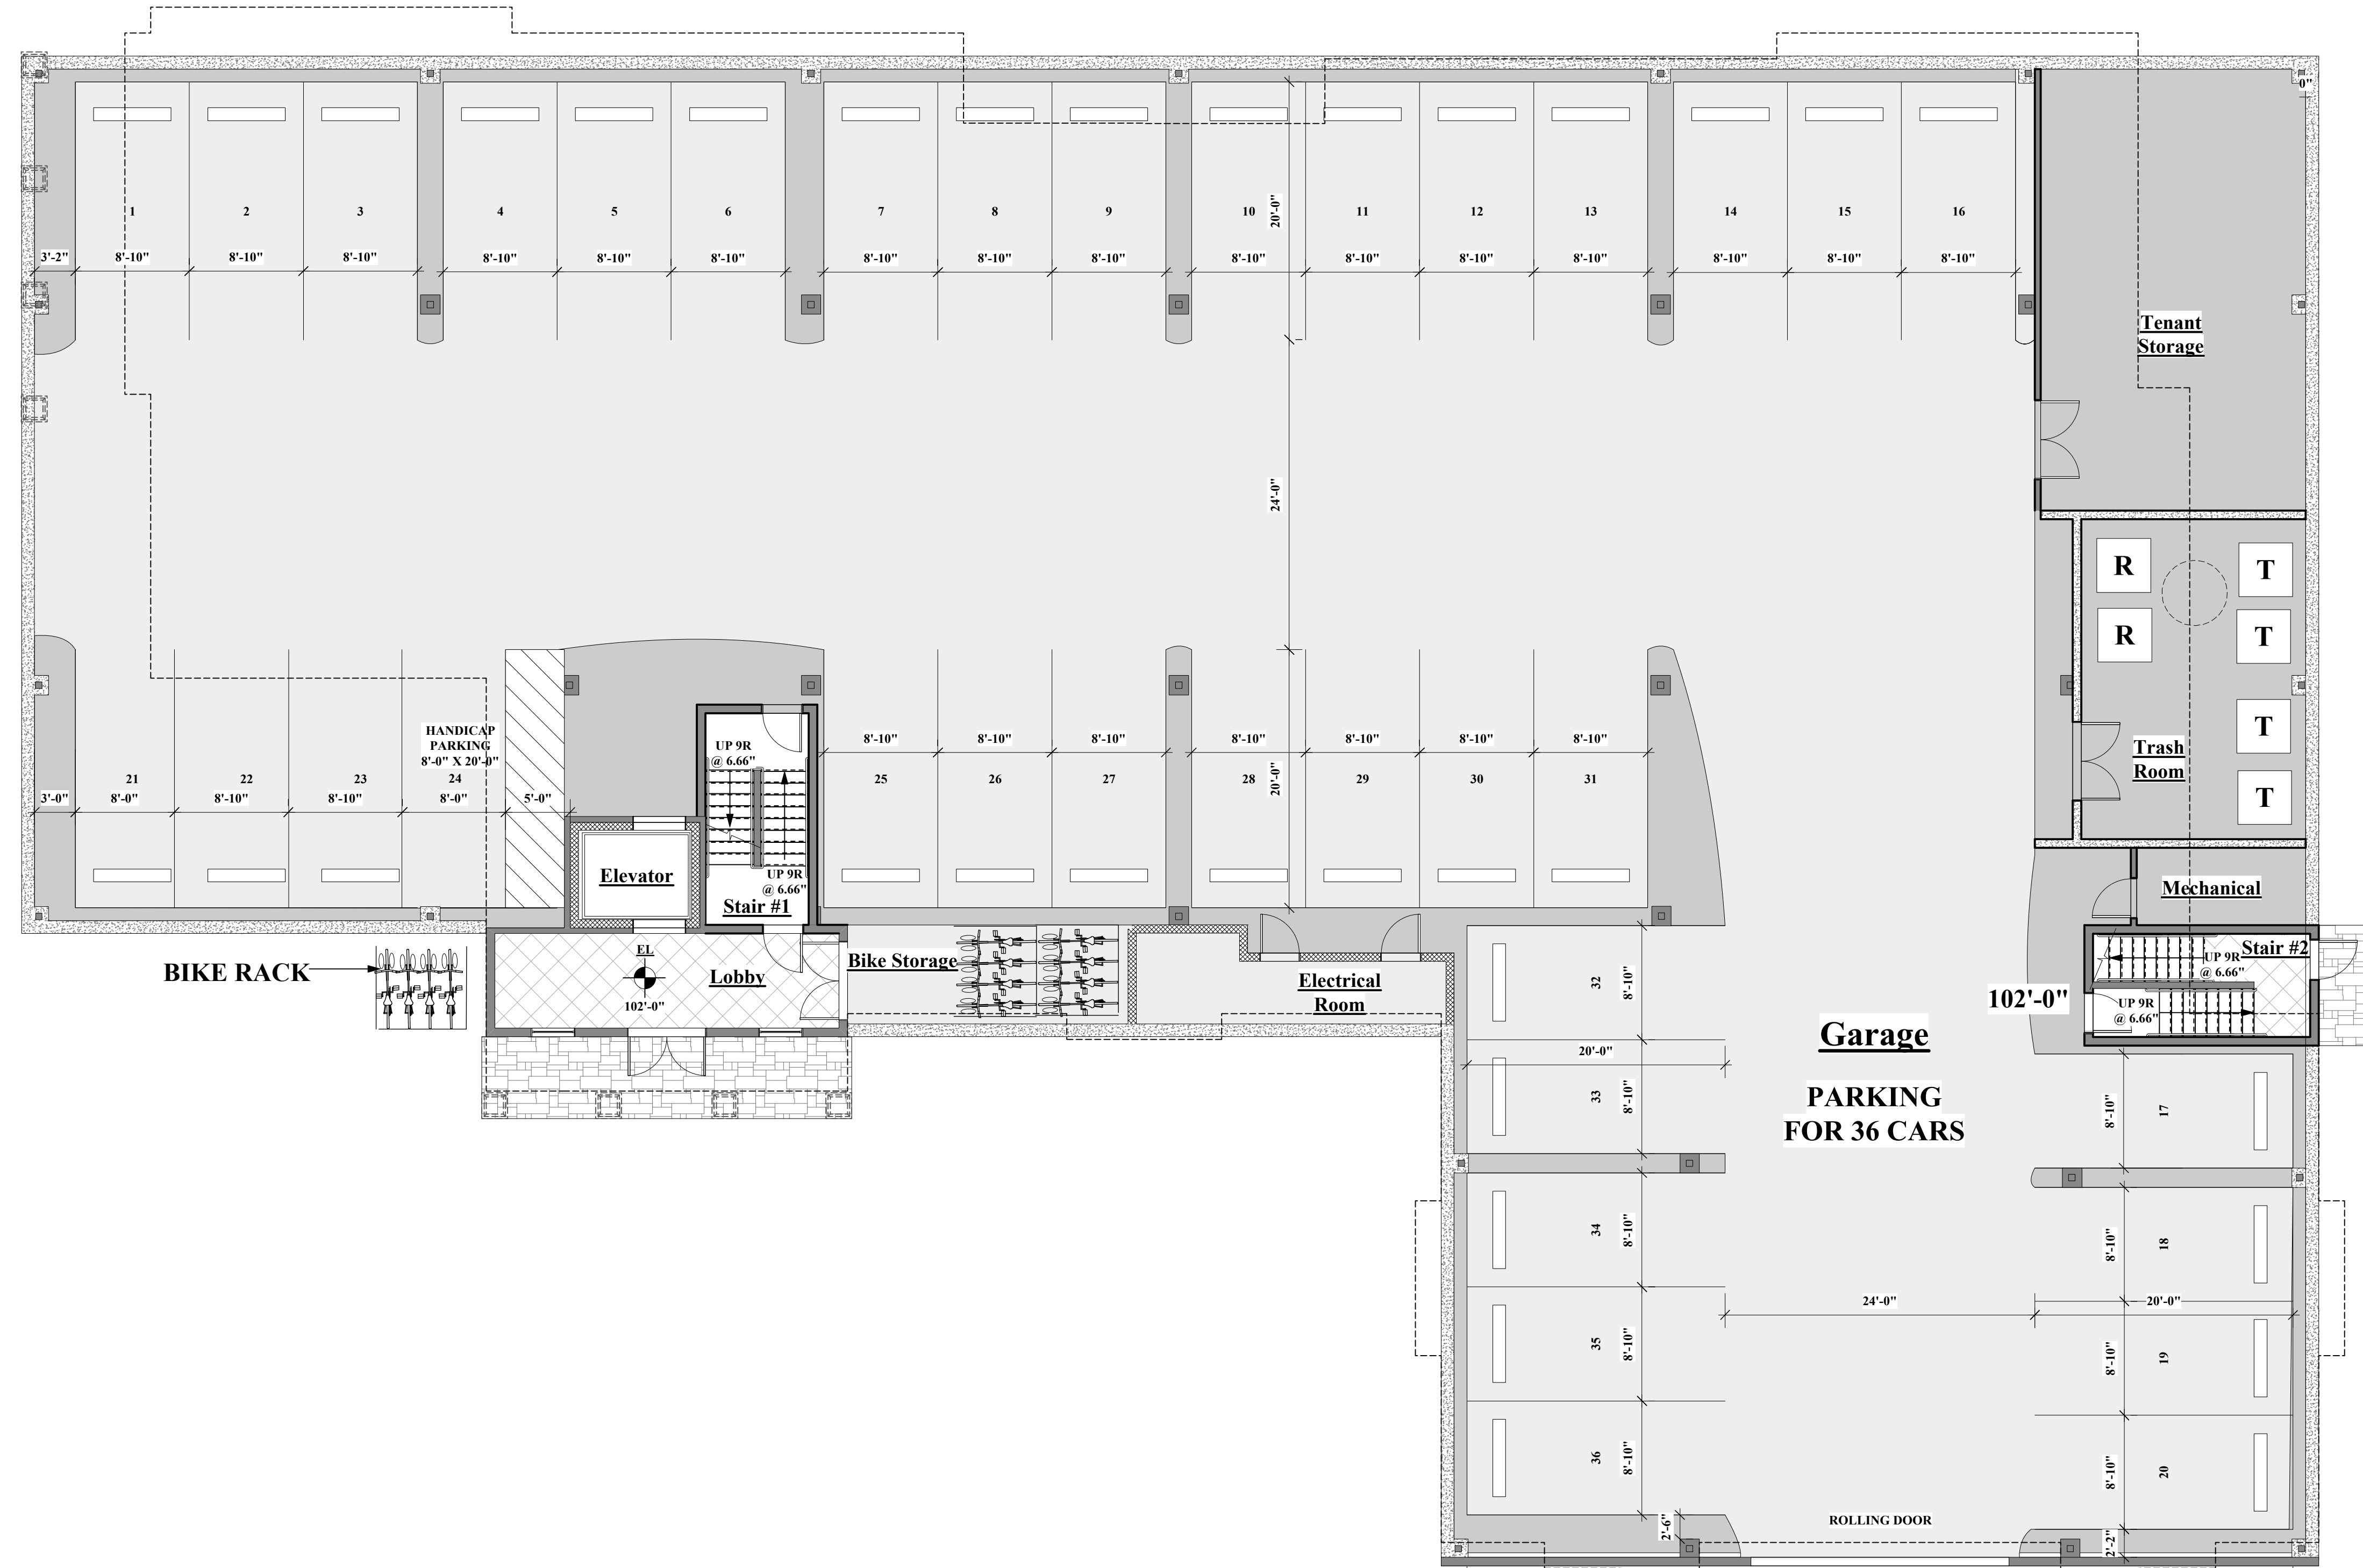 0"
1 2 3 4 5 6 7 8 9 10 11 12 13 14 15 16
20'-0"
3'-2" 8'-10" 8'-10" 8'-10" 8'-10" 8'-10" 8'-10" 8'-10" 8'-10" 8'-10" 8'-10" 8'-10" 8'-10" 8'-10" 8'-10" 8'-10" 8'-10"
Tenant
Storage
24'-0"
R T
R T
T
T
Trash
Room
HANDICAP
PARKING
8'-0" X 20'-0"
21 22 23 24
3'-0" 8'-0" 8'-10" 8'-10" 8'-0" 5'-0"
UP 9R
@ 6.66"
UP 9R
@ 6.66"
Elevator
Stair #1
8'-10" 8'-10" 8'-10" 8'-10" 8'-10" 8'-10" 8'-10"
25 26 27 28 29 30 31
20'-0"
Mechanical
BIKE RACK
EL
102'-0"
Lobby
Bike Storage
Electrical
Room
Stair #2
UP 9R
@ 6.66"
UP 9R
@ 6.66"
102'-0"
Garage
PARKING
FOR 36 CARS
32 8'-10"
20'-0"
33 8'-10"
34 8'-10"
35 8'-10"
36 8'-10"
2'-6"
8'-10" 17
8'-10" 18
24'-0" 20'-0"
8'-10" 19
8'-10" 20
2'-2"
ROLLING DOOR